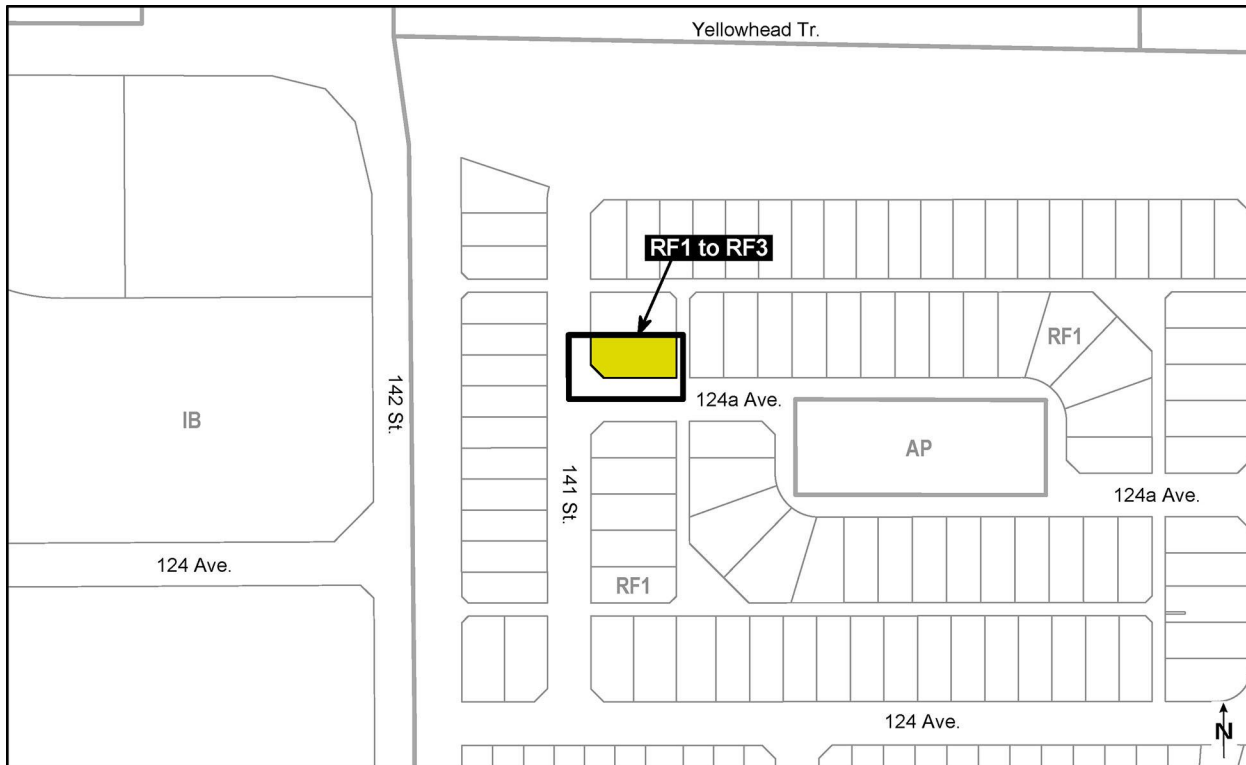 Yellowhead Tr.
RF1 to RF3
RF1
142 St.
124a Ave.
IB
AP
141 St.
124a Ave.
124 Ave.
RF1
124 Ave.
N